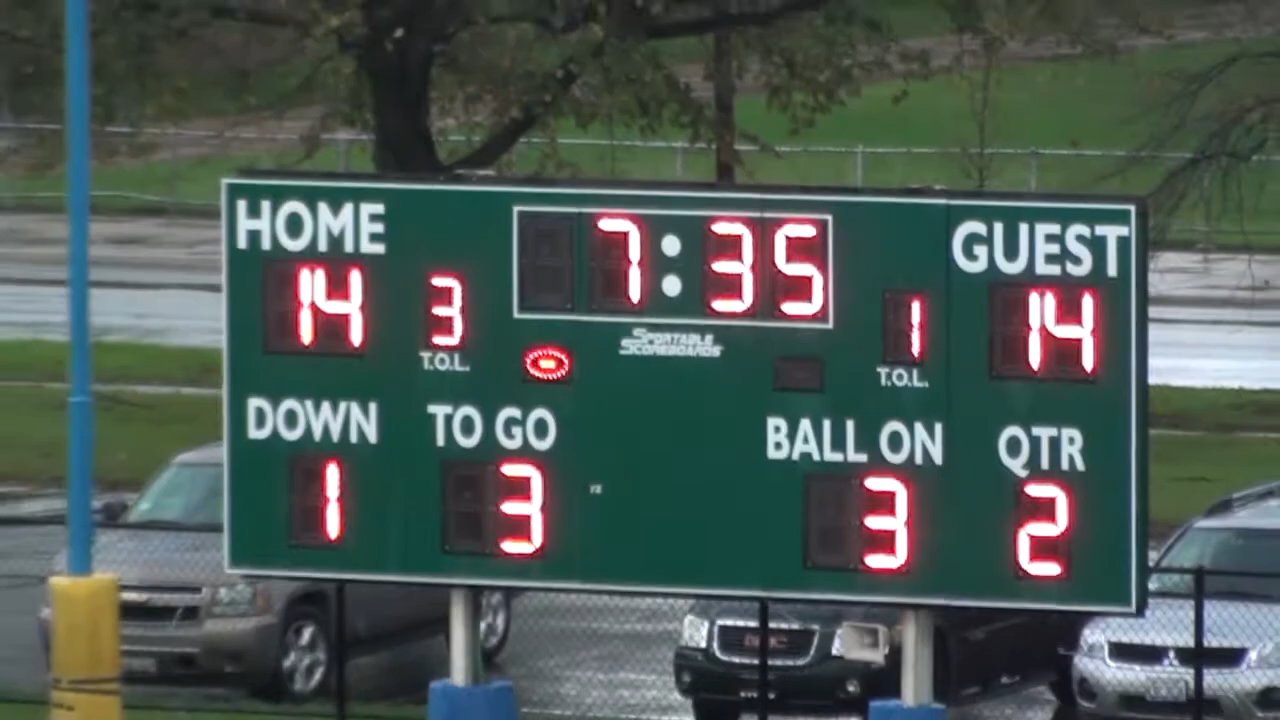 HOME 7:35 GUEST
14 3 1 14
T.O.L. SPORTABLE SCOREBOARDS T.O.L.
DOWN TO GO BALL ON QTR
1 3 3 2
GMC